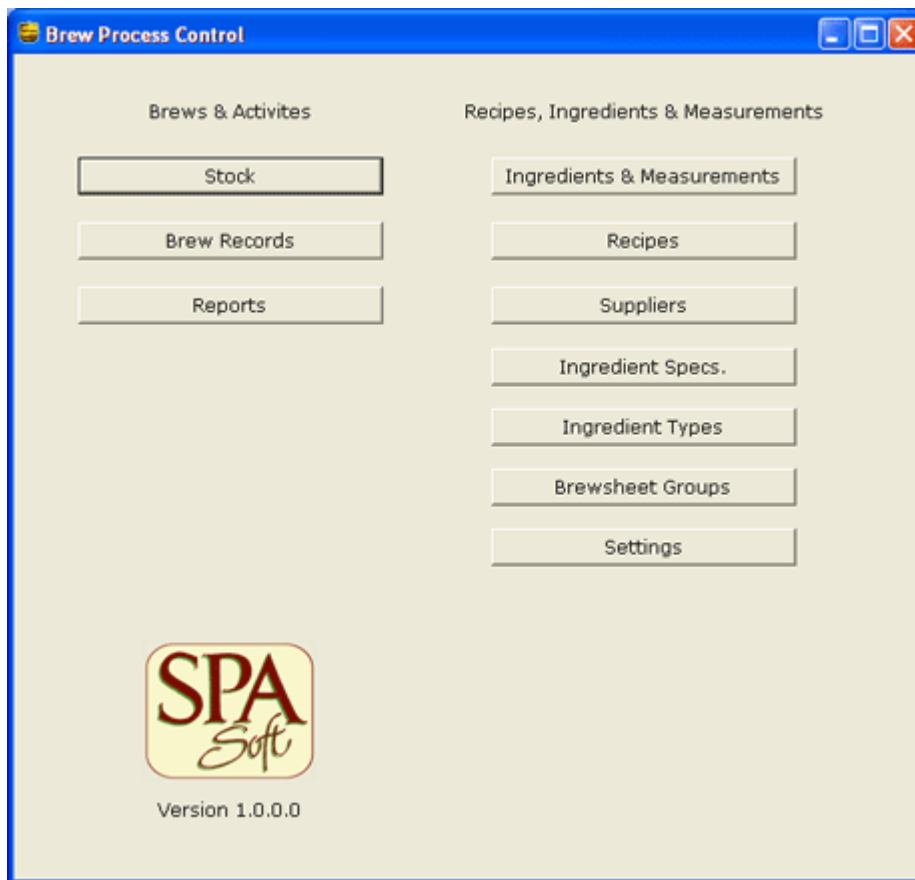 Brew Process Control
Brews & Activites
Stock
Brew Records
Reports
Recipes, Ingredients & Measurements
Ingredients & Measurements
Recipes
Suppliers
Ingredient Specs.
Ingredient Types
Brewsheet Groups
Settings
SPA
Soft
Version 1.0.0.0